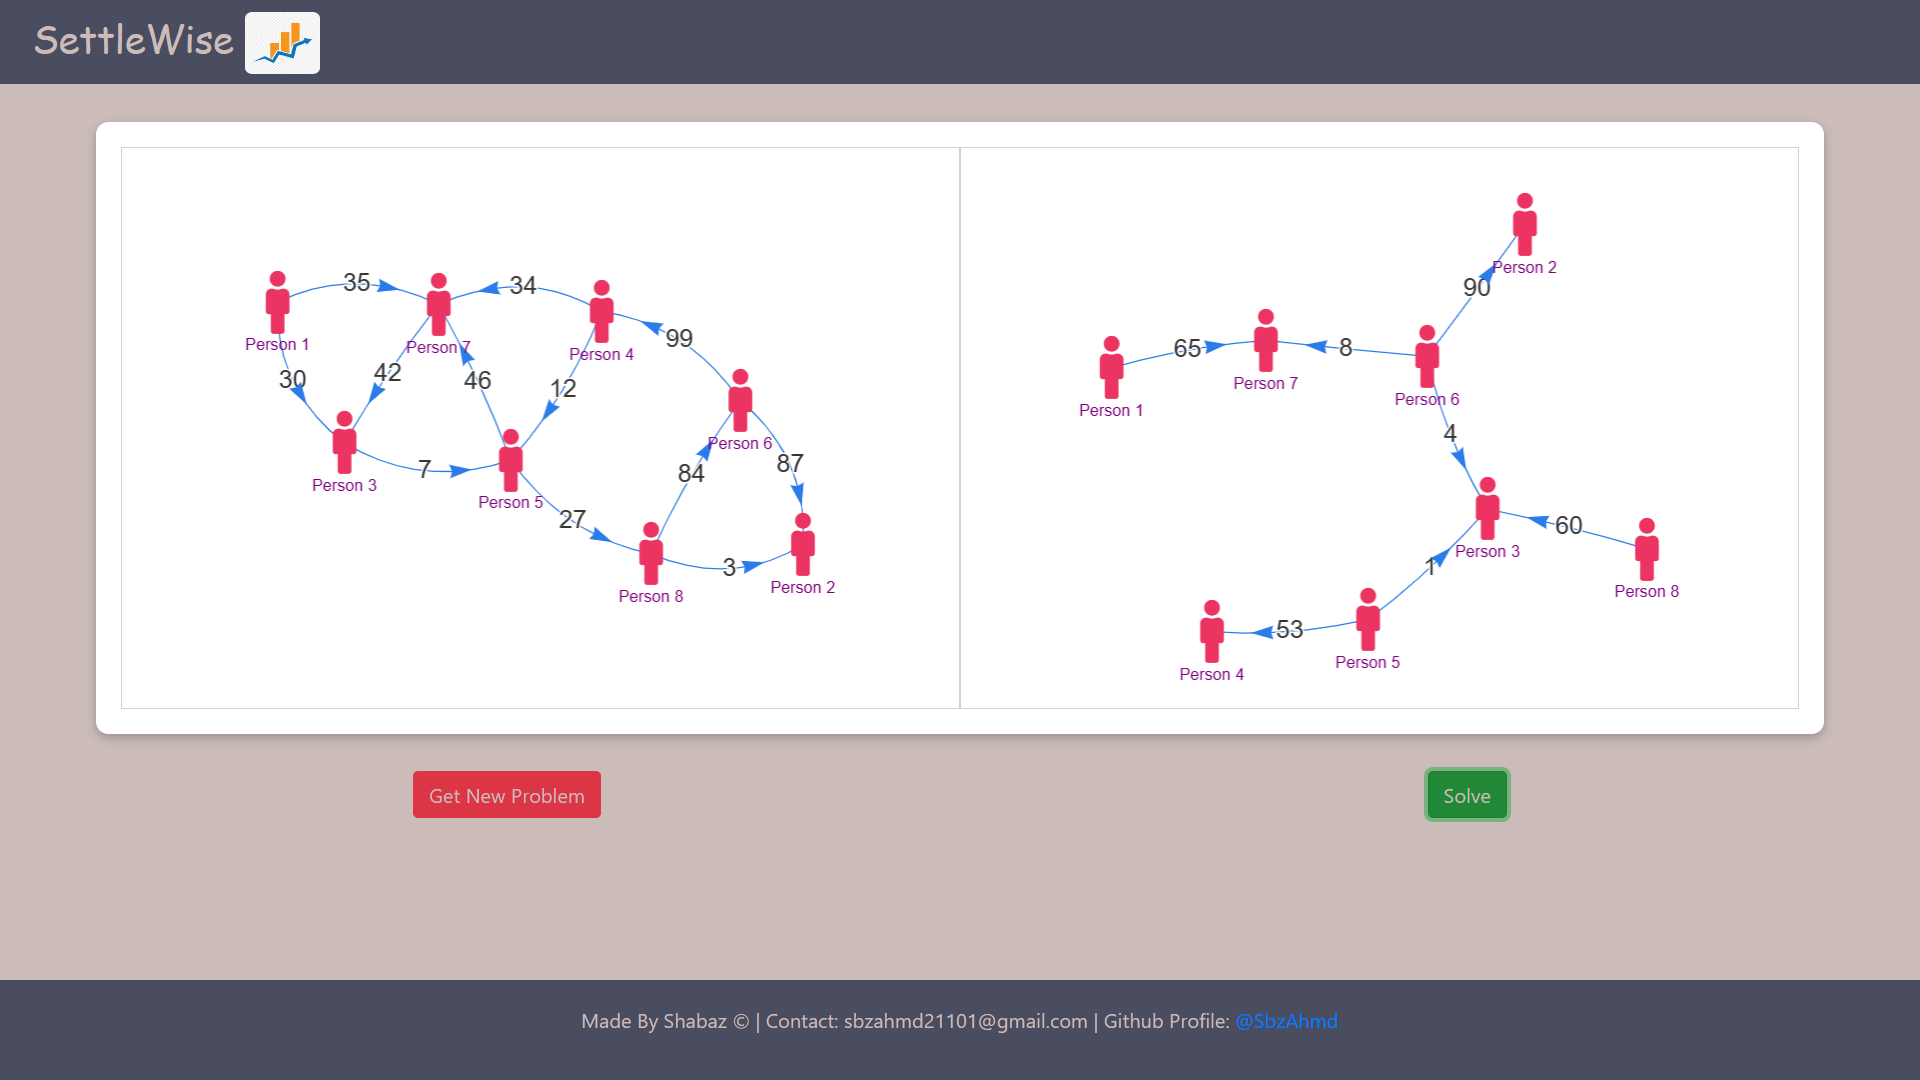 SettleWise
35
34
Person 1
Person 7
Person 4
99
30
42
46
12
Person 3
7
Person 5
Person 6
84
87
27
3
Person 8
Person 2
Person 2
90
65
8
Person 1
Person 7
Person 6
4
60
Person 3
1
Person 8
53
Person 4
Person 5
Get New Problem
Solve
Made By Shabaz © | Contact: sbzahmd21101@gmail.com | Github Profile: @SbzAhmd